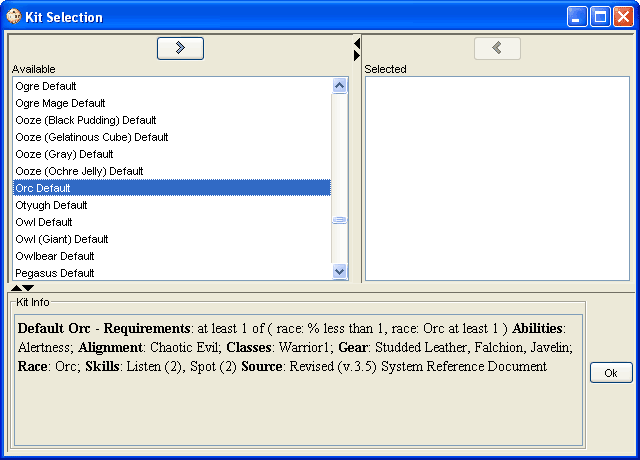 Kit Selection
Available
Selected
Ogre Default
Ogre Mage Default
Ooze (Black Pudding) Default
Ooze (Gelatinous Cube) Default
Ooze (Gray) Default
Ooze (Ochre Jelly) Default
Orc Default
Otyugh Default
Owl Default
Owl (Giant) Default
Owlbear Default
Pegasus Default
Kit Info
Default Orc - Requirements: at least 1 of ( race: % less than 1, race: Orc at least 1 ) Abilities:
Alertness; Alignment: Chaotic Evil; Classes: Warrior1; Gear: Studded Leather, Falchion, Javelin;
Race: Orc; Skills: Listen (2), Spot (2) Source: Revised (v.3.5) System Reference Document
Ok